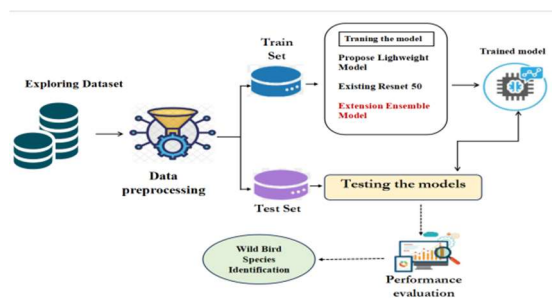 Exploring Dataset
Data
preprocessing
Train
Set
Test Set
Traning the model
Propose Lighweight
Model
Existing Resnet 50
Extension Ensemble
Model
Trained model
Testing the models
Performance
evaluation
Wild Bird
Species
Identification